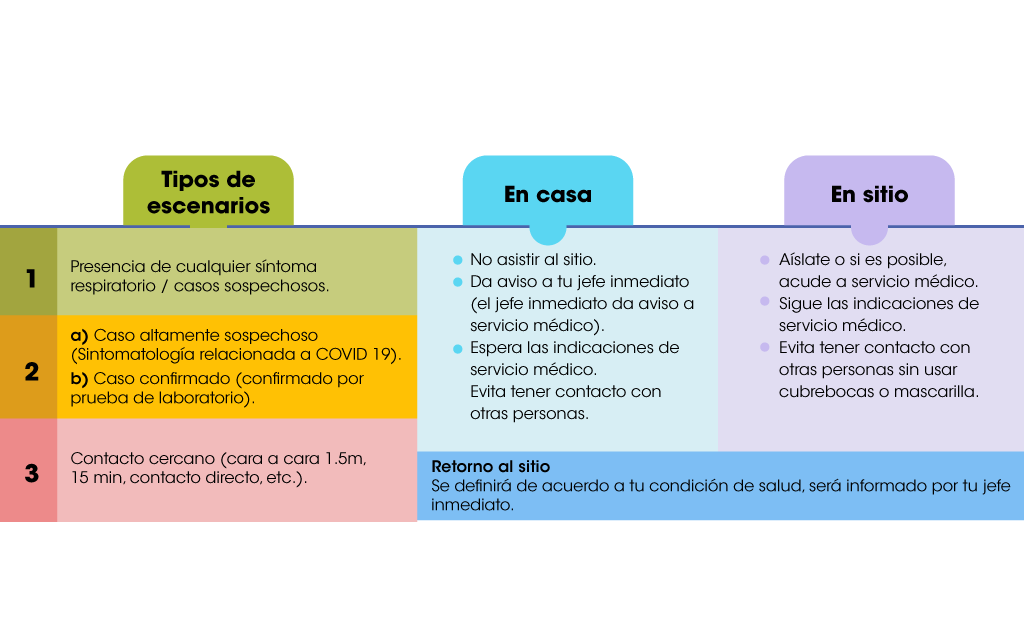 Tipos de
escenarios
En casa
En sitio
1
Presencia de cualquier síntoma
respiratorio / casos sospechosos.
2
a) Caso altamente sospechoso
(Sintomatología relacionada a COVID 19).
b) Caso confirmado (confirmado por
prueba de laboratorio).
3
Contacto cercano (cara a cara 1.5m,
15 min, contacto directo, etc.).
No asistir al sitio.
Da aviso a tu jefe inmediato
(el jefe inmediato da aviso a
servicio médico).
Espera las indicaciones de
servicio médico.
Evita tener contacto con
otras personas.
Aíslate o si es posible,
acude a servicio médico.
Sigue las indicaciones de
servicio médico.
Evita tener contacto con
otras personas sin usar
cubrebocas o mascarilla.
Retorno al sitio
Se definirá de acuerdo a tu condición de salud, será informado por tu jefe
inmediato.